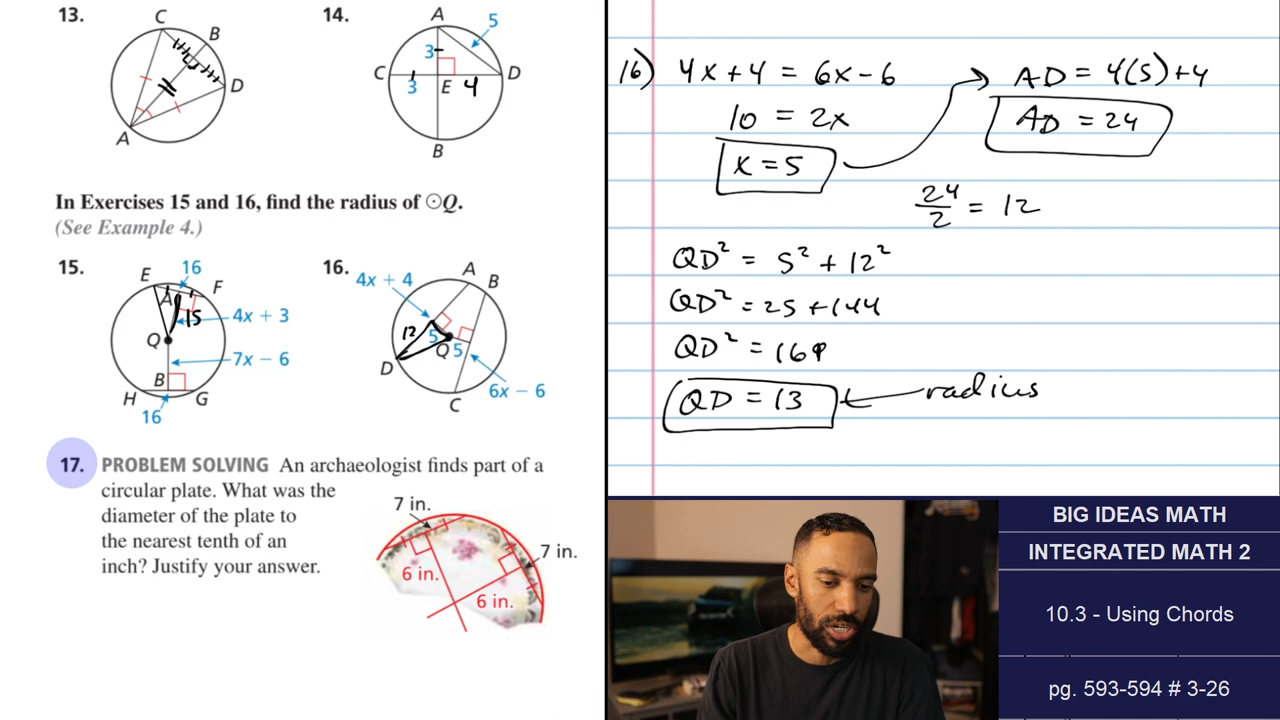 13.
C
B
D
A
14.
A
5
3
C
3
E
4
D
B
In Exercises 15 and 16, find the radius of ⊙Q.
(See Example 4.)
15.
E
16
F
A
15
4x + 3
Q
7x − 6
B
H
G
16
16.
4x + 4
A
B
12
5
Q
5
D
C
6x − 6
17. PROBLEM SOLVING An archaeologist finds part of a
circular plate. What was the
diameter of the plate to
the nearest tenth of an
inch? Justify your answer.
7 in.
7 in.
6 in.
6 in.
16) 4x + 4 = 6x - 6
10 = 2x
x = 5
AD = 4(5) + 4
AD = 24
24/2 = 12
QD² = 5² + 12²
QD² = 25 + 144
QD² = 169
QD = 13
radius
BIG IDEAS MATH
INTEGRATED MATH 2
10.3 - Using Chords
pg. 593-594 # 3-26